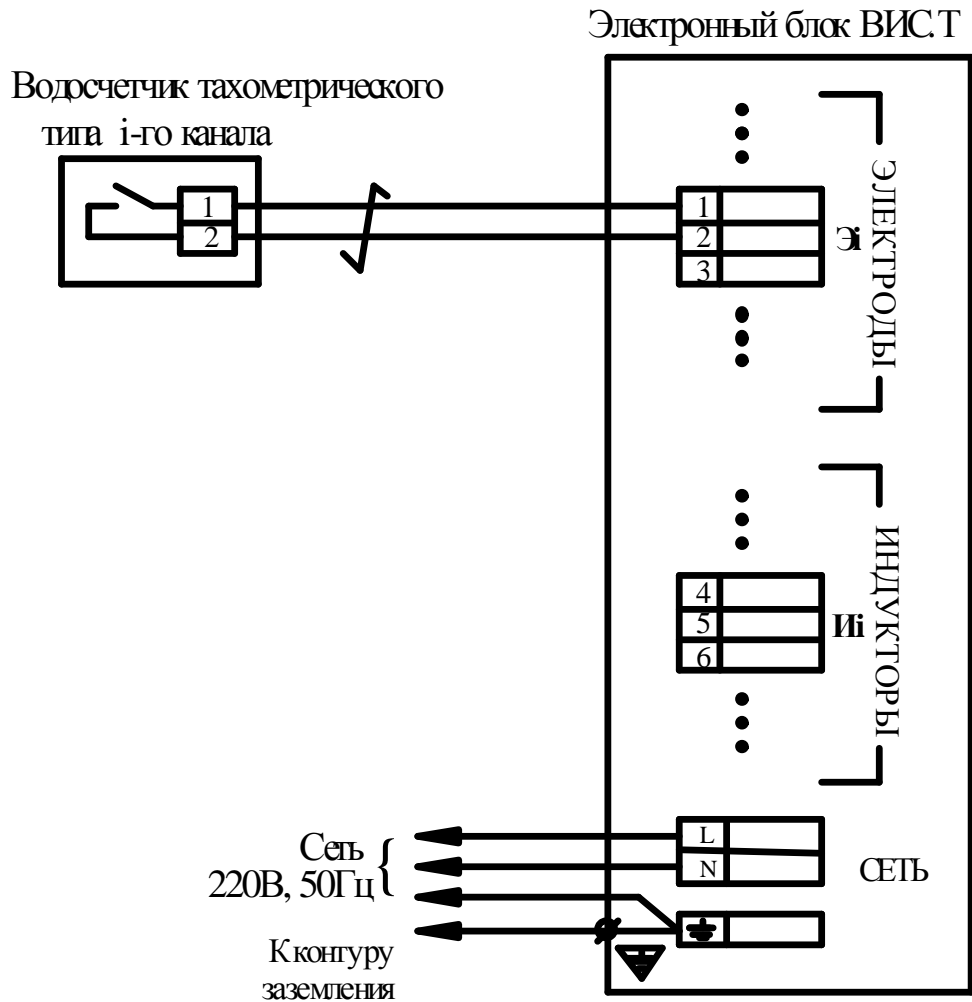 Электронный блок ВИС.Т
Водосчетчик тахометрического
типа i-го канала
1
2
1
2
3
Эi
ЭЛЕКТРОДЫ
4
5
6
Иi
ИНДУКТОРЫ
L
N
СЕТЬ
Сеть
220В, 50Гц
К контуру
заземления